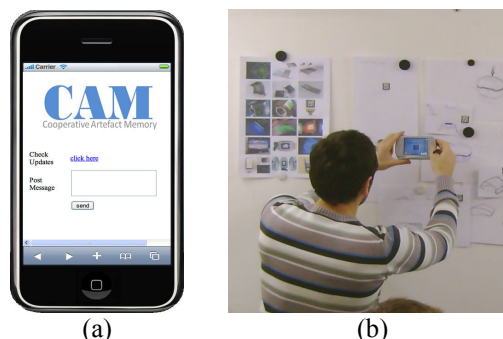 Carrier
CAM
Cooperative Artefact Memory
Check
Updates
click here
Post
Message
send
(a)
(b)